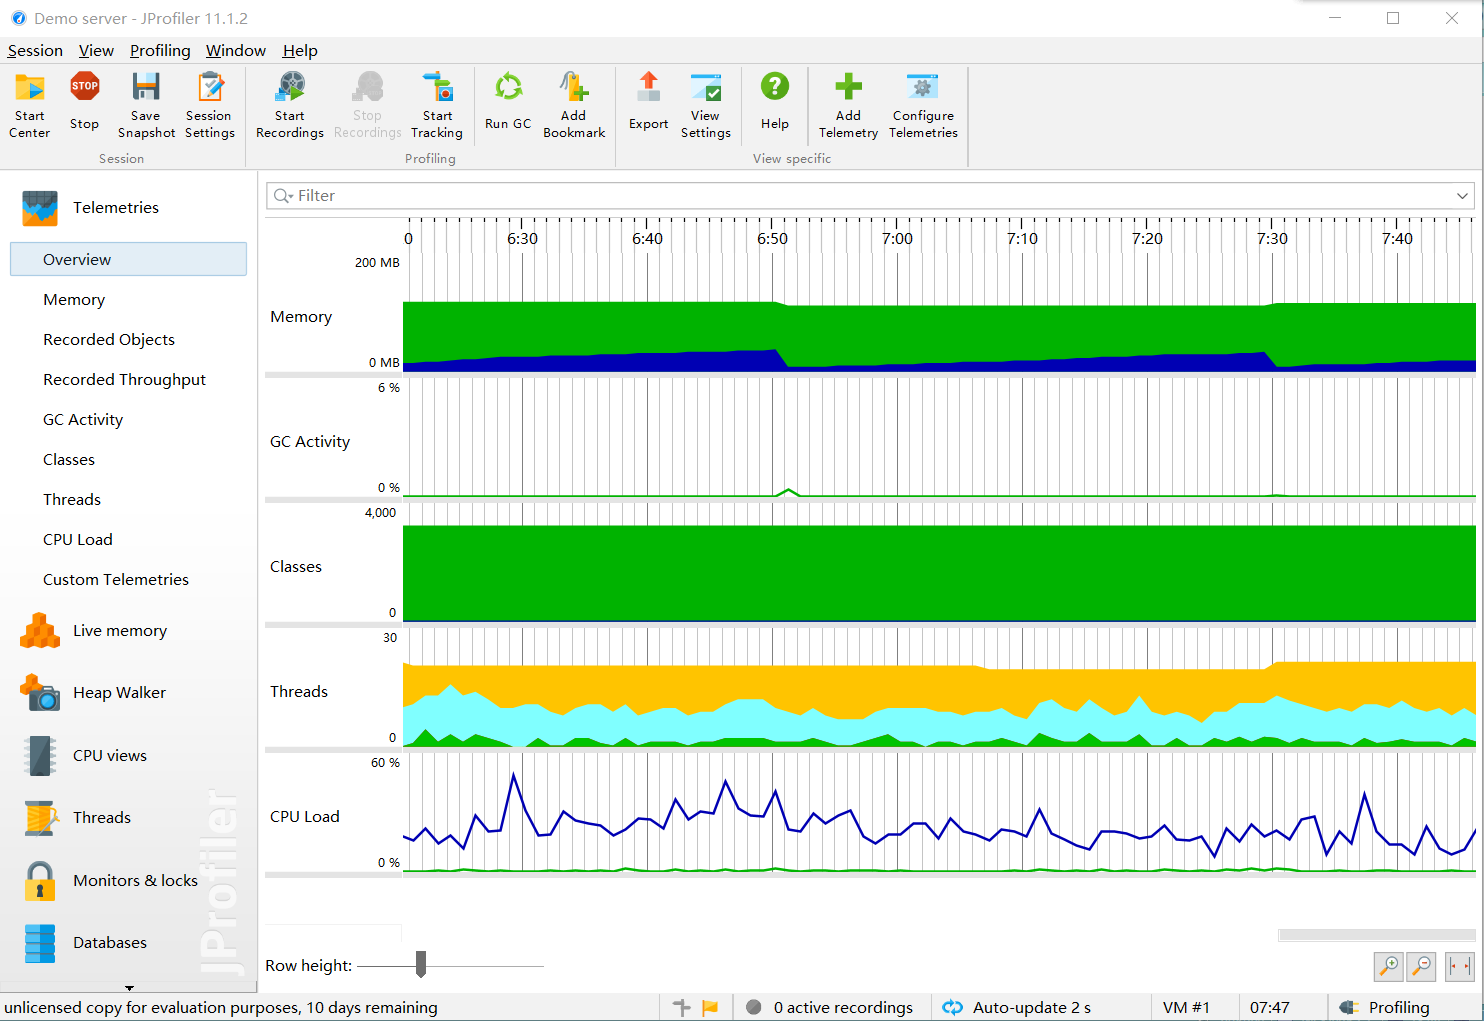 Demo server - JProfiler 11.1.2
Session View Profiling Window Help
Start Center
Stop
Save Snapshot
Session Settings
Start Recordings
Stop Recordings
Start Tracking
Run GC
Add Bookmark
Export
View Settings
Help
Add Telemetry
Configure Telemetries
Session
Profiling
View specific
Telemetries
Overview
Memory
Recorded Objects
Recorded Throughput
GC Activity
Classes
Threads
CPU Load
Custom Telemetries
Live memory
Heap Walker
CPU views
Threads
Monitors & locks
Databases
JProfiler
Filter
0 6:30 6:40 6:50 7:00 7:10 7:20 7:30 7:40
200 MB
Memory
0 MB
6 %
GC Activity
0 %
4,000
Classes
0
30
Threads
0
60 %
CPU Load
0 %
Row height:
unlicensed copy for evaluation purposes, 10 days remaining
0 active recordings
Auto-update 2 s
VM #1
07:47
Profiling